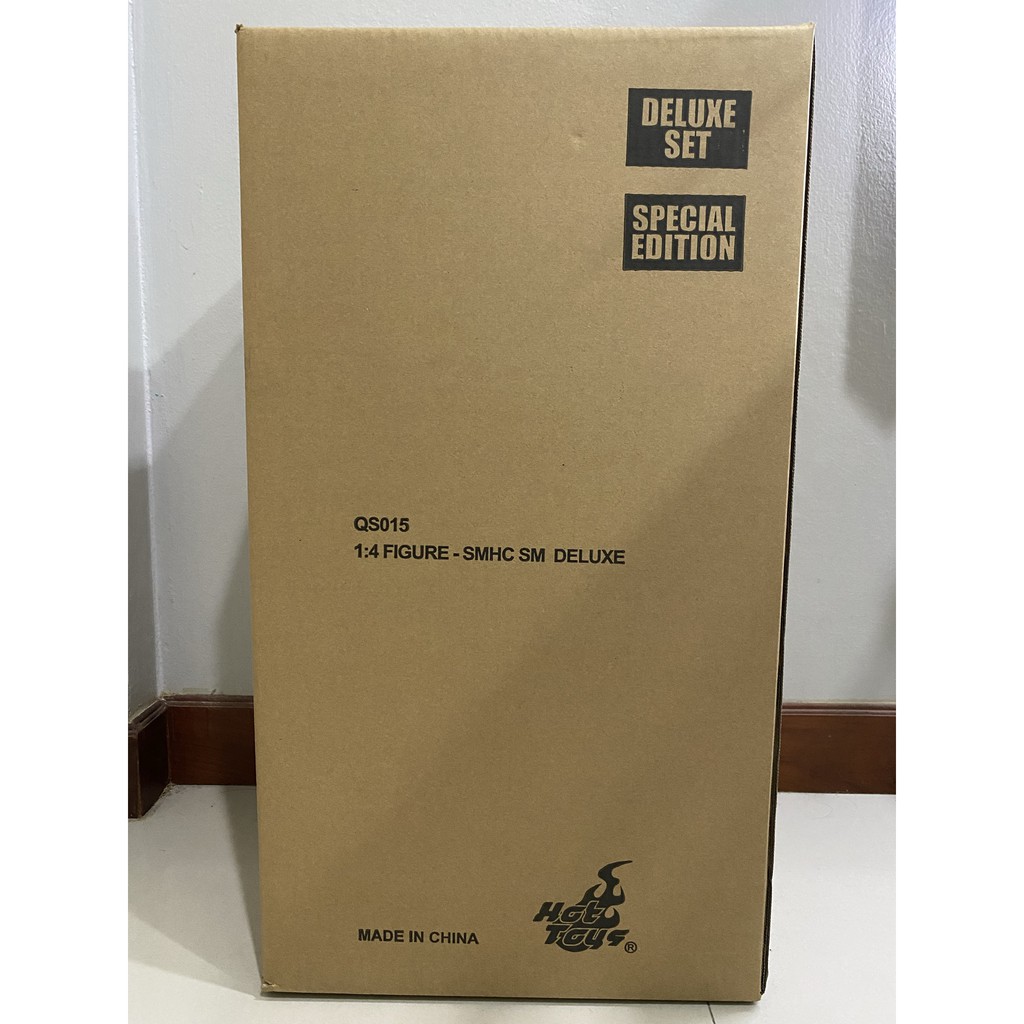 DELUXE
SET
SPECIAL
EDITION
QS015
1:4 FIGURE - SMHC SM DELUXE
MADE IN CHINA
Hot
Toys®